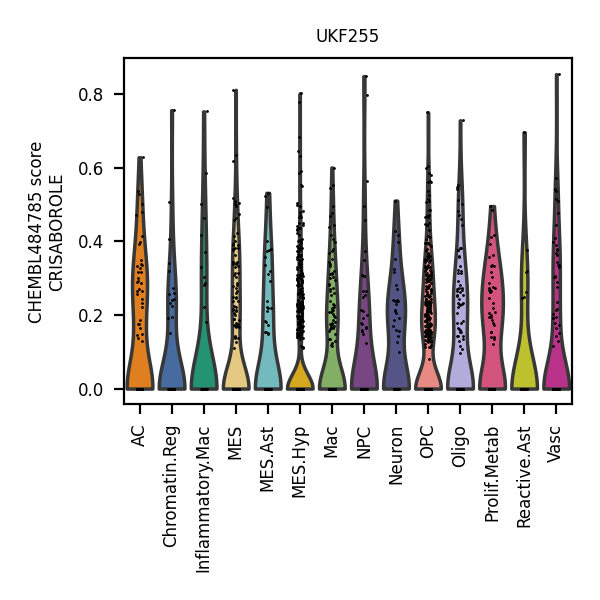 UKF255
CHEMBL484785 score
CRISABOROLE
0.8
0.6
0.4
0.2
0.0
AC
Chromatin.Reg
Inflammatory.Mac
MES
MES.Ast
MES.Hyp
Mac
NPC
Neuron
OPC
Oligo
Prolif.Metab
Reactive.Ast
Vasc